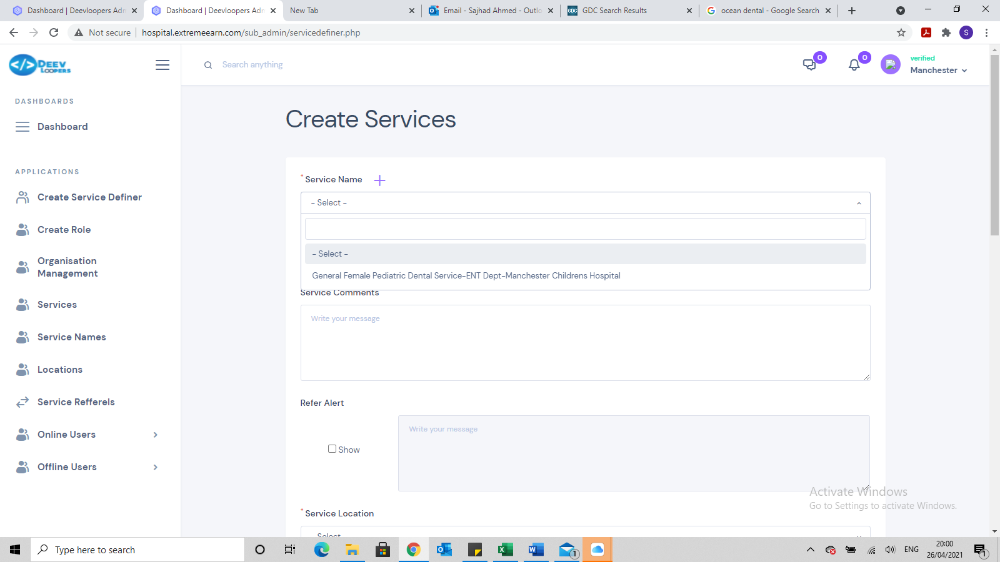 Dashboard | Deevloopers Adm
Dashboard | Deevloopers Adm
New Tab
Email - Sajhad Ahmed - Outlo
GDC
GDC Search Results
ocean dental - Google Search
Not secure
hospital.extremeearn.com/sub_admin/servicedefiner.php
S
</> DEEV
LOOPERS
Search anything
0
0
verified
Manchester
DASHBOARDS
Dashboard
APPLICATIONS
Create Service Definer
Create Role
Organisation
Management
Services
Service Names
Locations
Service Refferels
Online Users
Offline Users
Create Services
* Service Name +
- Select -
- Select -
General Female Pediatric Dental Service-ENT Dept-Manchester Childrens Hospital
Service Comments
Write your message
Refer Alert
Show
Write your message
* Service Location
- Select -
Activate Windows
Go to Settings to activate Windows.
Type here to search
1
ENG
20:00
26/04/2021
1